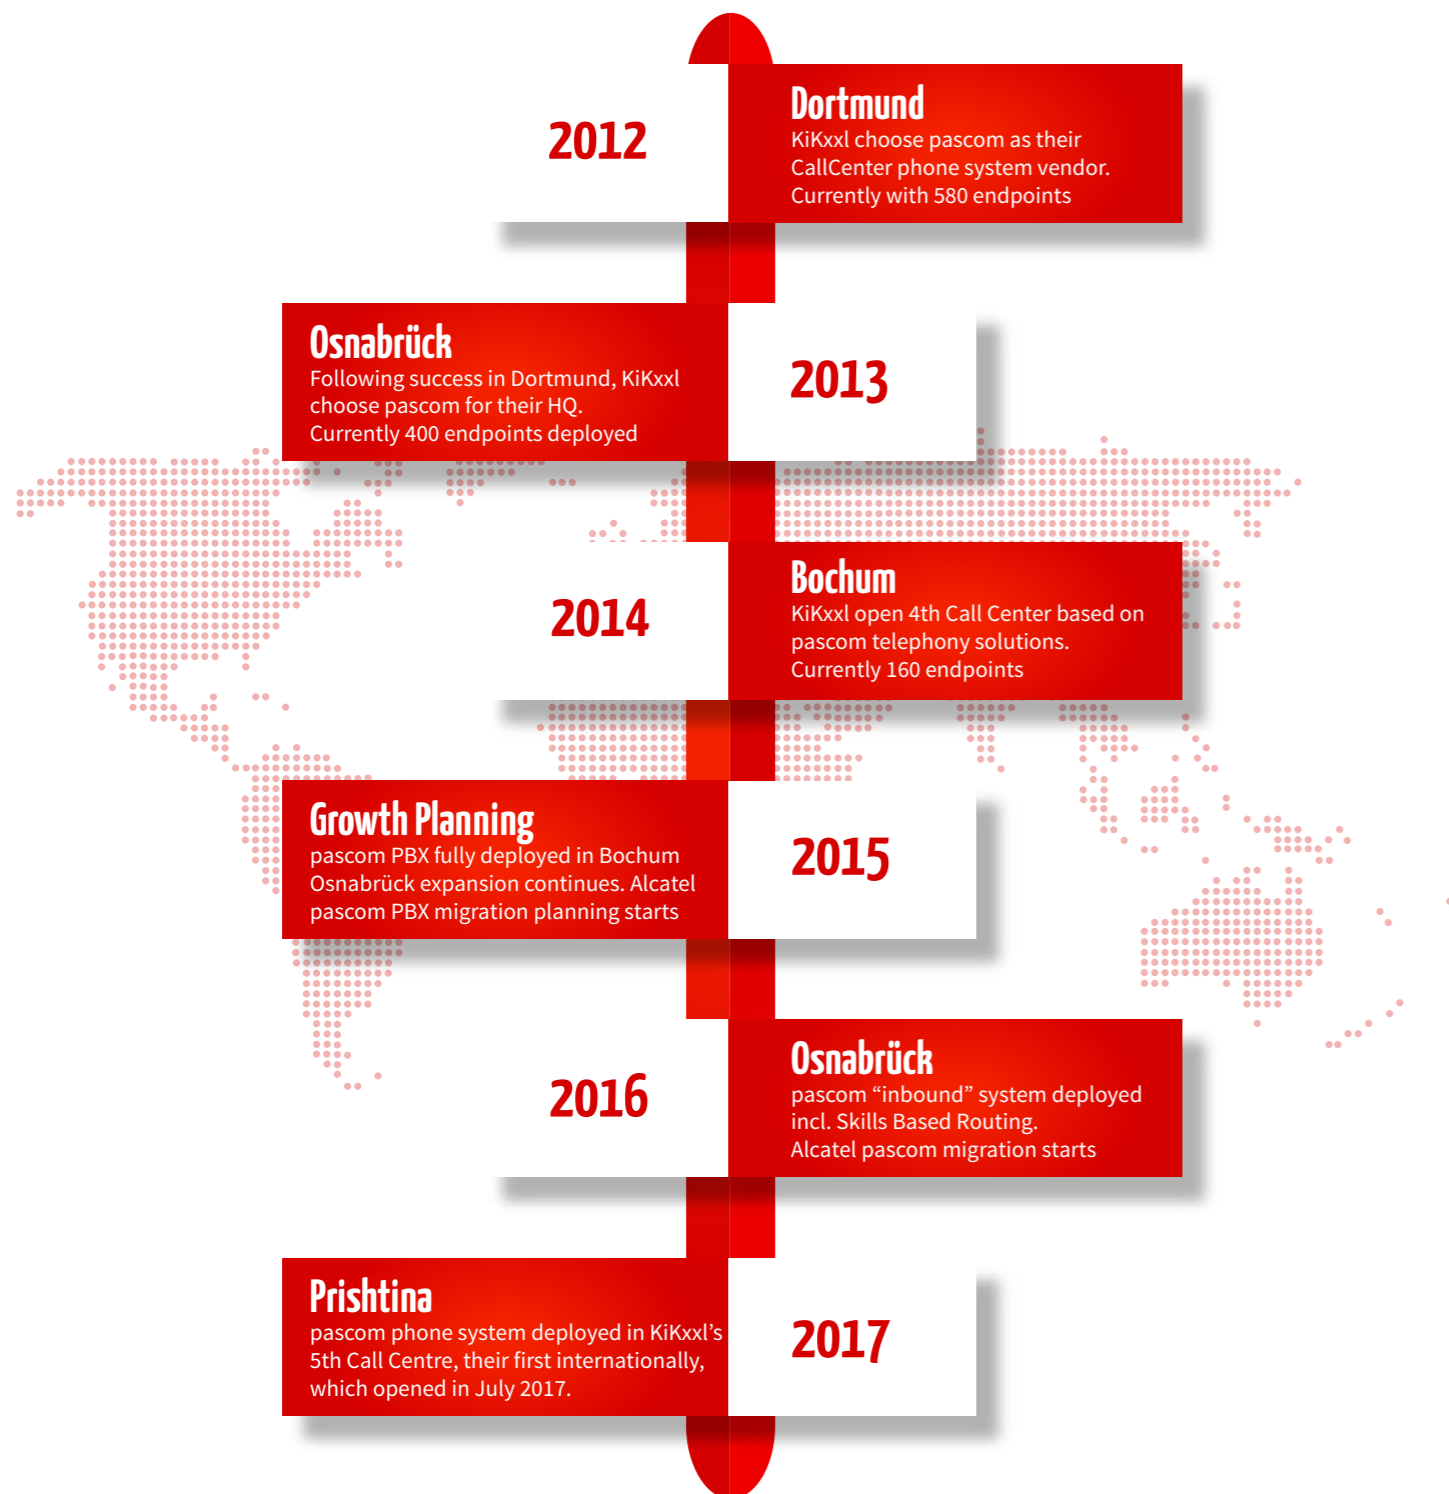 2012
Dortmund
KiKxxl choose pascom as their
CallCenter phone system vendor.
Currently with 580 endpoints
Osnabrück
Following success in Dortmund, KiKxxl
choose pascom for their HQ.
Currently 400 endpoints deployed
2013
2014
Bochum
KiKxxl open 4th Call Center based on
pascom telephony solutions.
Currently 160 endpoints
Growth Planning
pascom PBX fully deployed in Bochum
Osnabrück expansion continues. Alcatel
pascom PBX migration planning starts
2015
2016
Osnabrück
pascom “inbound” system deployed
incl. Skills Based Routing.
Alcatel pascom migration starts
Prishtina
pascom phone system deployed in KiKxxl’s
5th Call Centre, their first internationally,
which opened in July 2017.
2017